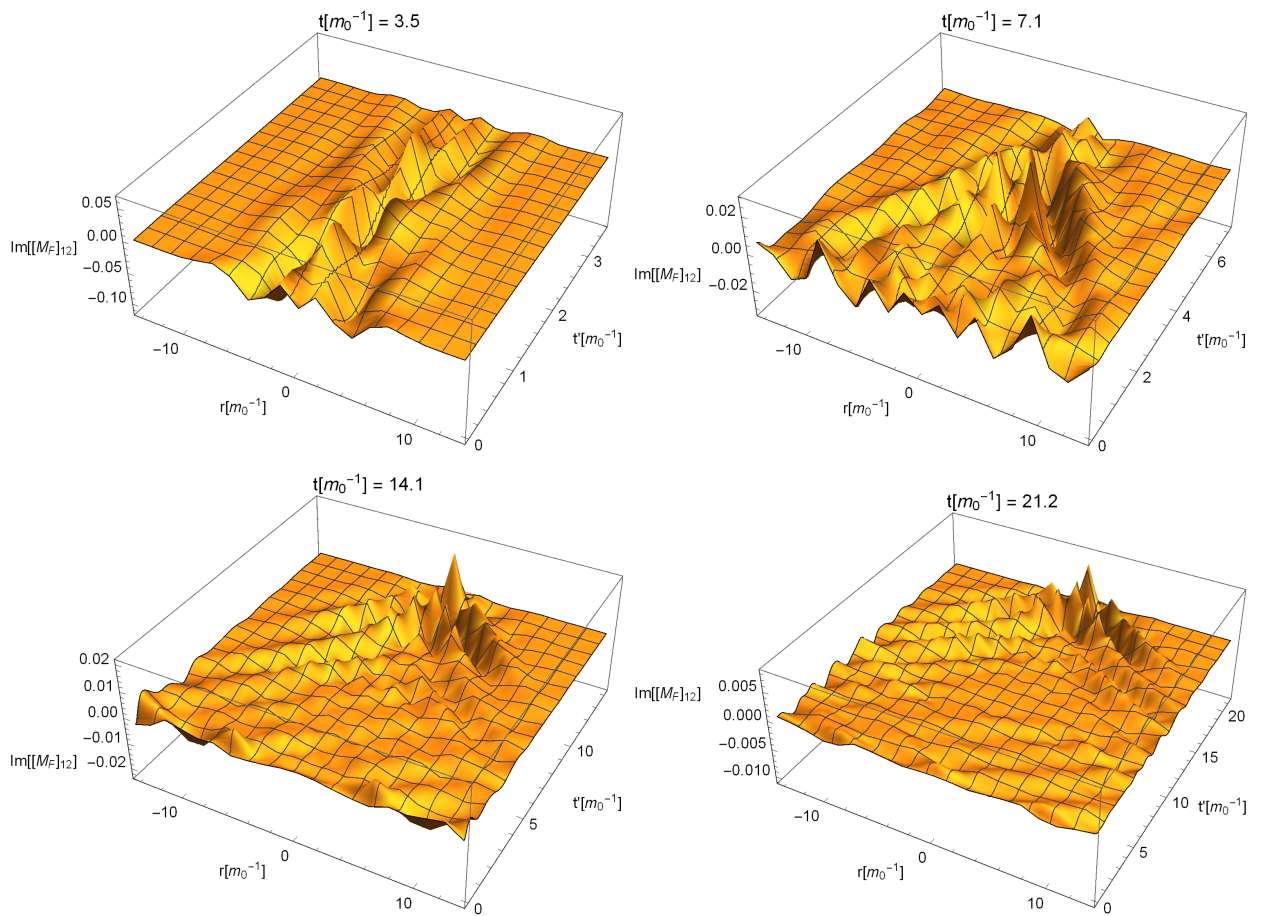 t[m₀⁻¹] = 3.5
0.05
0.00
−0.05
−0.10
Im[[M_F]₁₂]
−10
0
10
r[m₀⁻¹]
0
1
2
3
t'[m₀⁻¹]
t[m₀⁻¹] = 7.1
0.02
0.00
−0.02
Im[[M_F]₁₂]
−10
0
10
r[m₀⁻¹]
0
2
4
6
t'[m₀⁻¹]
t[m₀⁻¹] = 14.1
0.02
0.01
0.00
−0.01
−0.02
Im[[M_F]₁₂]
−10
0
10
r[m₀⁻¹]
0
5
10
t'[m₀⁻¹]
t[m₀⁻¹] = 21.2
0.005
0.000
−0.005
−0.010
Im[[M_F]₁₂]
−10
0
10
r[m₀⁻¹]
0
5
10
15
20
t'[m₀⁻¹]